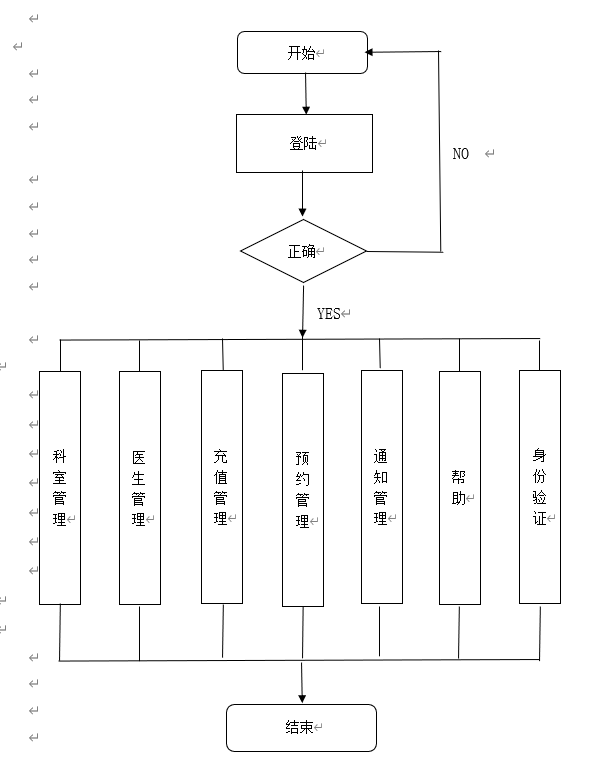 开始
登陆
NO
正确
YES
科室管理
医生管理
充值管理
预约管理
通知管理
帮助
身份验证
结束